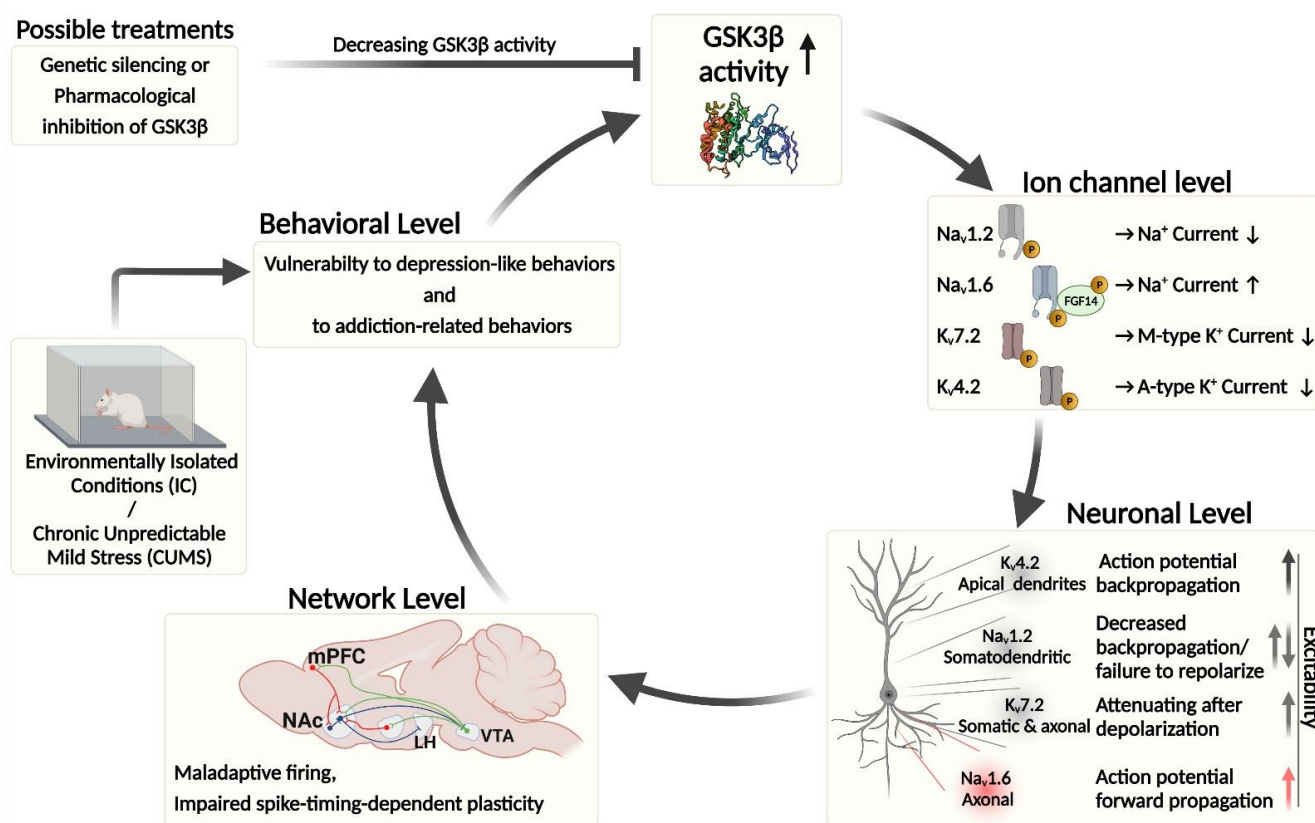 Possible treatments
Genetic silencing or
Pharmacological
inhibition of GSK3β
Decreasing GSK3β activity
GSK3β
activity
Ion channel level
Nav1.2
P
→ Na+ Current ↓
Nav1.6
P
FGF14
P
→ Na+ Current ↑
Kv7.2
P
→ M-type K+ Current ↓
Kv4.2
P
→ A-type K+ Current ↓
Behavioral Level
Vulnerabilty to depression-like behaviors
and
to addiction-related behaviors
Environmentally Isolated
Conditions (IC)
/
Chronic Unpredictable
Mild Stress (CUMS)
Neuronal Level
Kv4.2
Apical dendrites
Action potential
backpropagation
Nav1.2
Somatodendritic
Decreased
backpropagation/
failure to repolarize
Kv7.2
Somatic & axonal
Attenuating after
depolarization
Nav1.6
Axonal
Action potential
forward propagation
Excitability
Network Level
mPFC
NAc
LH
VTA
Maladaptive firing,
Impaired spike-timing-dependent plasticity